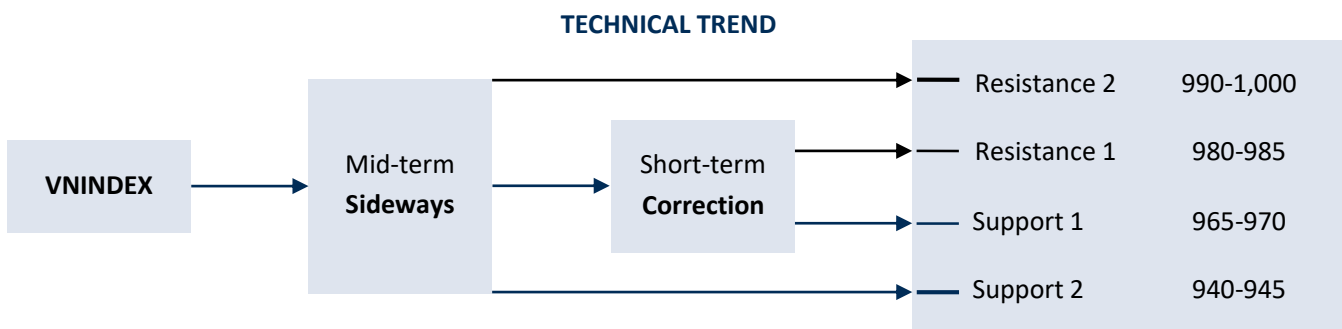 TECHNICAL TREND
VNINDEX
Mid-term
Sideways
Short-term
Correction
Resistance 2 990-1,000
Resistance 1 980-985
Support 1 965-970
Support 2 940-945